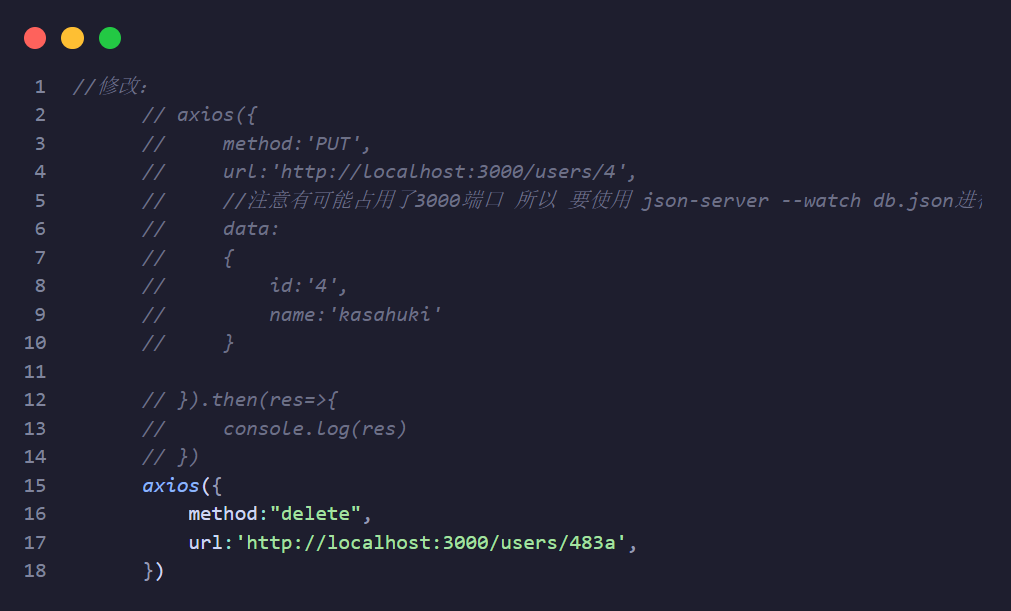 1 //修改:
2 // axios({
3 //     method:'PUT',
4 //     url:'http://localhost:3000/users/4',
5 //     //注意有可能占用了3000端口 所以 要使用 json-server --watch db.json进
6 //     data:
7 //     {
8 //         id:'4',
9 //         name:'kasahuki'
10 //     }
11
12 // }).then(res=>{
13 //     console.log(res)
14 // })
15 axios({
16     method:"delete",
17     url:'http://localhost:3000/users/483a',
18 })